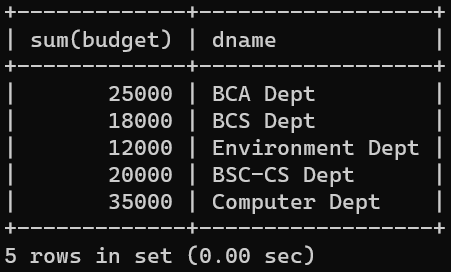 +-------------+------------------+
| sum(budget) | dname            |
+-------------+------------------+
|       25000 | BCA Dept         |
|       18000 | BCS Dept         |
|       12000 | Environment Dept |
|       20000 | BSC-CS Dept      |
|       35000 | Computer Dept    |
+-------------+------------------+
5 rows in set (0.00 sec)